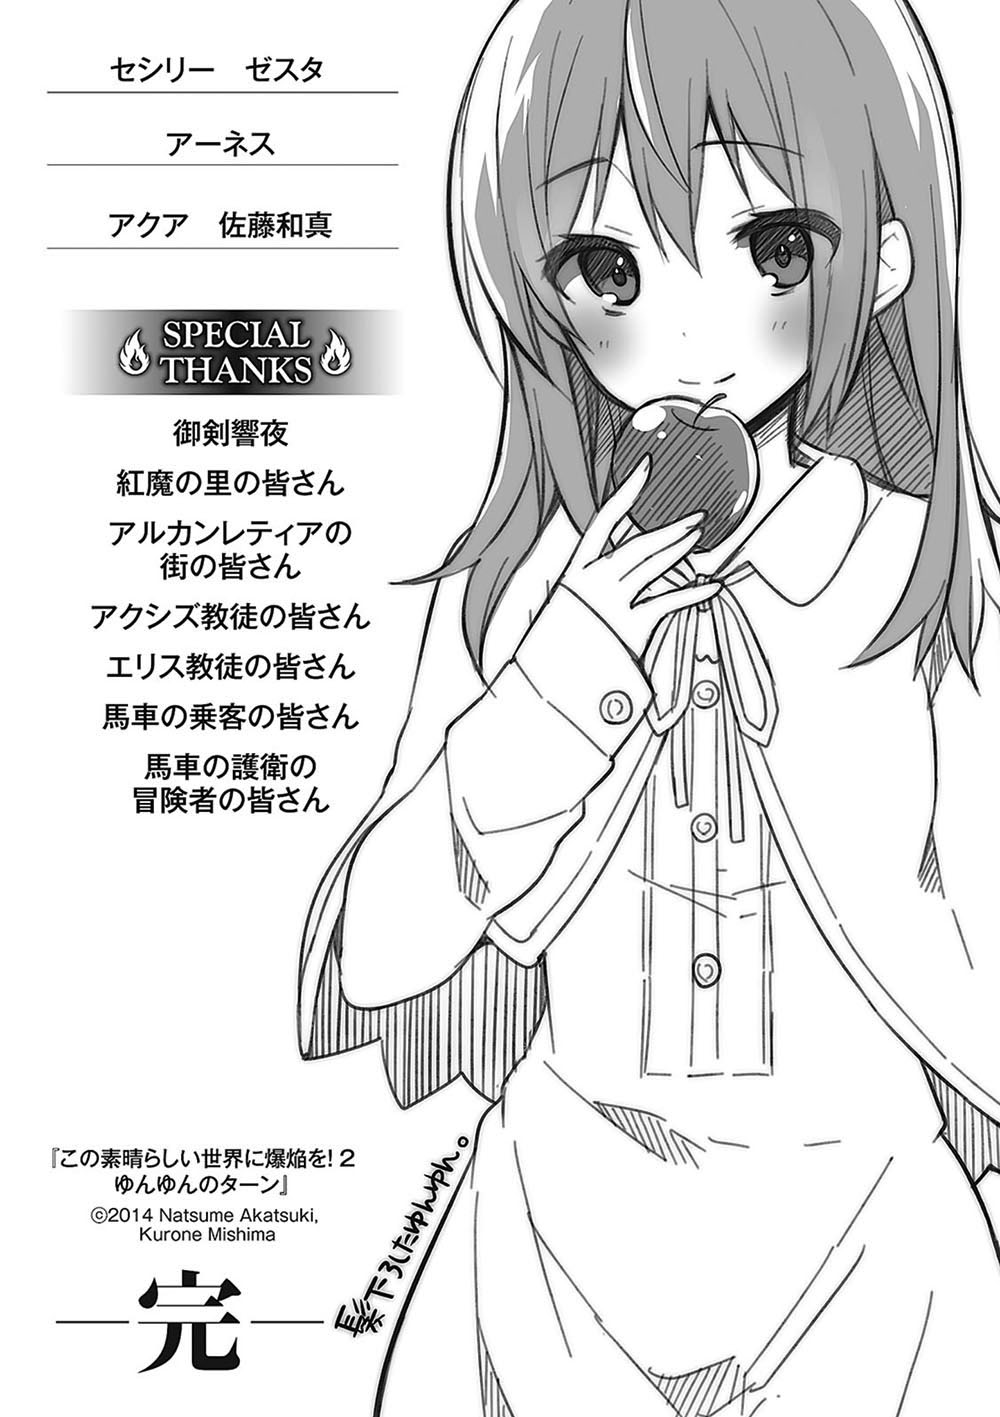 セシリー　ゼスタ
アーネス
アクア　佐藤和真
SPECIAL
THANKS
御剣響夜
紅魔の里の皆さん
アルカンレティアの
街の皆さん
アクシズ教徒の皆さん
エリス教徒の皆さん
馬車の乗客の皆さん
馬車の護衛の
冒険者の皆さん
『この素晴らしい世界に爆焔を! 2
ゆんゆんのターン』
©2014 Natsume Akatsuki,
Kurone Mishima
完
髪下ろしたゆんゆん。